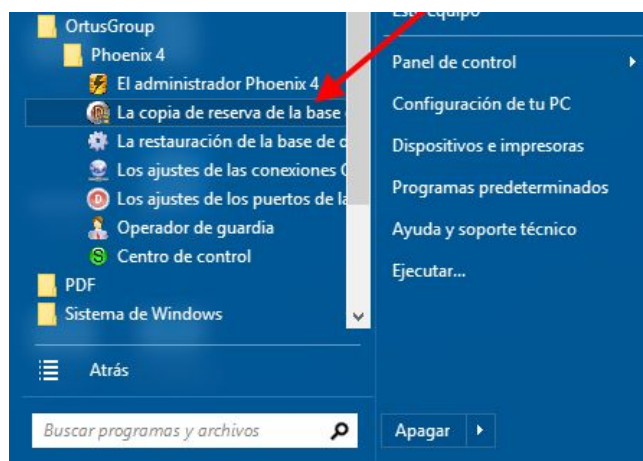 OrtusGroup
Phoenix 4
El administrador Phoenix 4
La copia de reserva de la base
La restauración de la base de d
Los ajustes de las conexiones
Los ajustes de los puertos de la
Operador de guardia
Centro de control
PDF
Sistema de Windows
Atrás
Buscar programas y archivos
Este equipo
Panel de control
Configuración de tu PC
Dispositivos e impresoras
Programas predeterminados
Ayuda y soporte técnico
Ejecutar...
Apagar